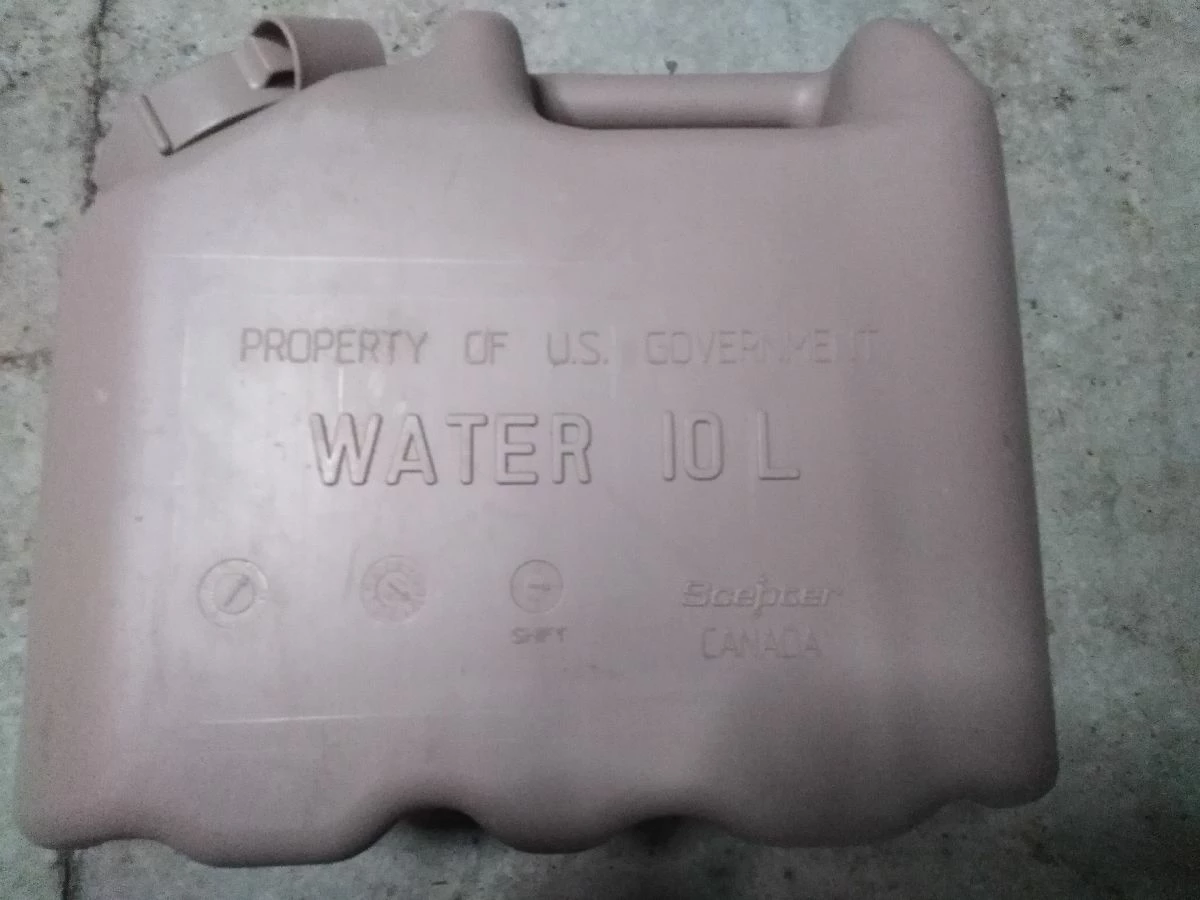 PROPERTY OF U.S. GOVERNMENT
WATER 10 L
SHIFT
Scepter
CANADA